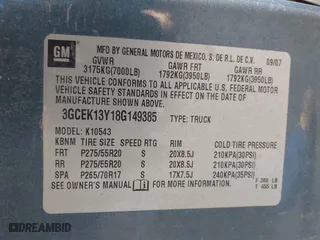 GM
MFD BY GENERAL MOTORS DE MEXICO, S. DE R.L. DE C.V.
09/07
GVWR GAWR FRT GAWR RR
3175KG(7000LB) 1792KG(3950LB) 1792KG(3950LB)
THIS VEHICLE CONFORMS TO ALL APPLICABLE U.S. FEDERAL MOTOR
VEHICLE SAFETY STANDARDS IN EFFECT ON THE DATE OF
MANUFACTURE SHOWN ABOVE.
3GCEK13Y18G149385 TYPE: TRUCK
MODEL: K10543
KBNM TIRE SIZE SPEED RTG RIM COLD TIRE PRESSURE
FRT P275/55R20 S 20X8.5J 210KPA(30PSI)
RR P275/55R20 S 20X8.5J 210KPA(30PSI)
SPA P265/70R17 S 17X7.5J 240KPA(35PSI)
SEE OWNER'S MANUAL FOR MORE INFORMATION
DREAMBID